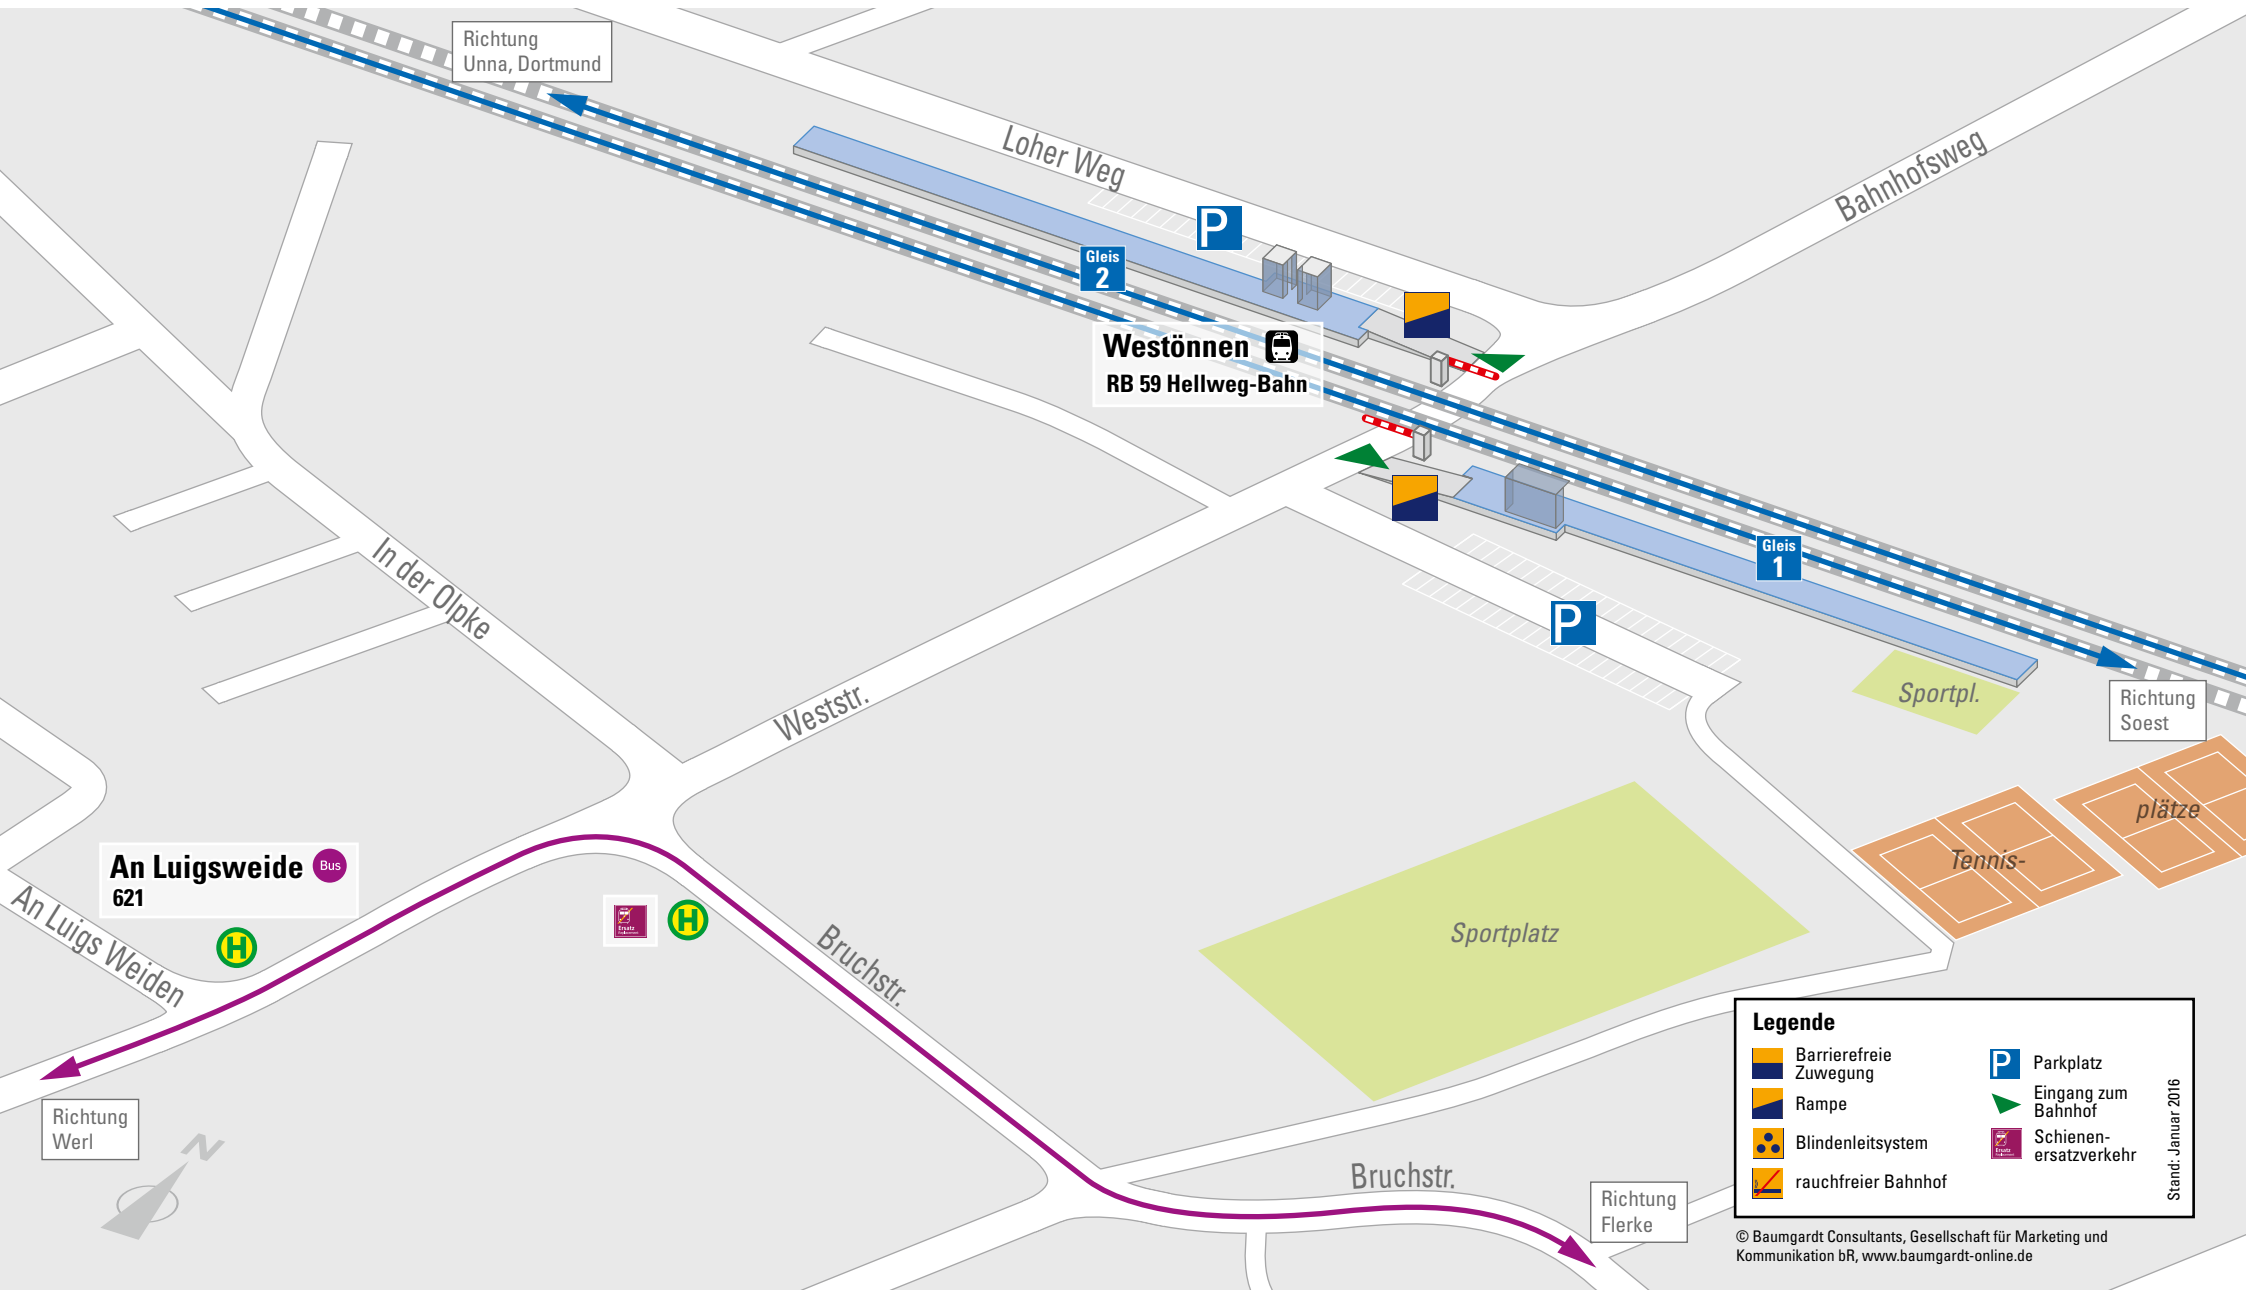 Richtung
Unna, Dortmund
Loher Weg
Bahnhofsweg
P
Gleis
2
Westönnen
RB 59 Hellweg-Bahn
Gleis
1
P
In der Olpke
Weststr.
Sportpl.
Richtung
Soest
plätze
Tennis-
An Luigsweide Bus
621
H
An Luigs Weiden
Ersatz
H
Bruchstr.
Sportplatz
Richtung
Werl
N
Bruchstr.
Richtung
Flerke
Legende
Barrierefreie
Zuwegung
Rampe
Blindenleitsystem
rauchfreier Bahnhof
P Parkplatz
Eingang zum
Bahnhof
Ersatz
Schienen-
ersatzverkehr
Stand: Januar 2016
© Baumgardt Consultants, Gesellschaft für Marketing und
Kommunikation bR, www.baumgardt-online.de